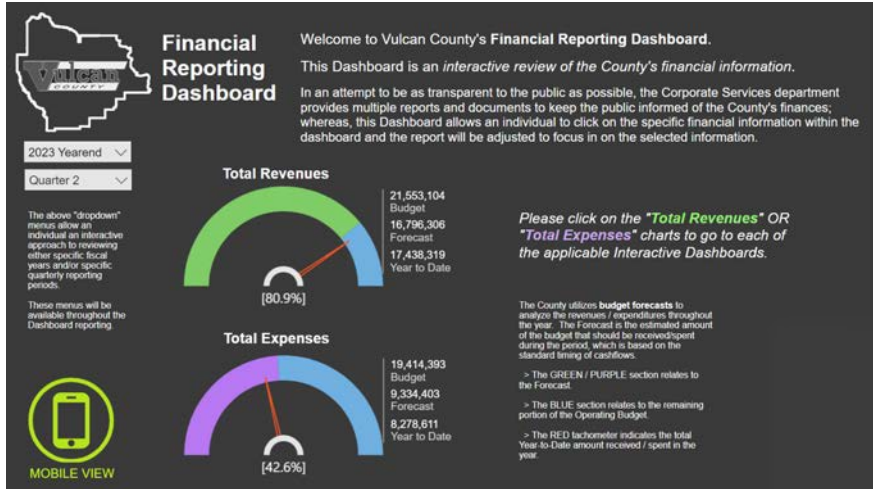 Vulcan
COUNTY
Financial
Reporting
Dashboard
Welcome to Vulcan County's Financial Reporting Dashboard.
This Dashboard is an interactive review of the County's financial information.
In an attempt to be as transparent to the public as possible, the Corporate Services department
provides multiple reports and documents to keep the public informed of the County's finances;
whereas, this Dashboard allows an individual to click on the specific financial information within the
dashboard and the report will be adjusted to focus in on the selected information.
2023 Yearend
Quarter 2
The above "dropdown"
menus allow an
individual an interactive
approach to reviewing
either specific fiscal
years and/or specific
quarterly reporting
periods.
These menus will be
available throughout the
Dashboard reporting.
Total Revenues
21,553,104
Budget
16,796,306
Forecast
17,438,319
Year to Date
[80.9%]
Total Expenses
19,414,393
Budget
9,334,403
Forecast
8,278,611
Year to Date
[42.6%]
Please click on the "Total Revenues" OR
"Total Expenses" charts to go to each of
the applicable Interactive Dashboards.
The County utilizes budget forecasts to
analyze the revenues / expenditures throughout
the year. The Forecast is the estimated amount
of the budget that should be received/spent
during the period, which is based on the
standard timing of cashflows.
> The GREEN / PURPLE section relates to
the Forecast.
> The BLUE section relates to the remaining
portion of the Operating Budget.
> The RED tachometer indicates the total
Year-to-Date amount received / spent in the
year.
MOBILE VIEW